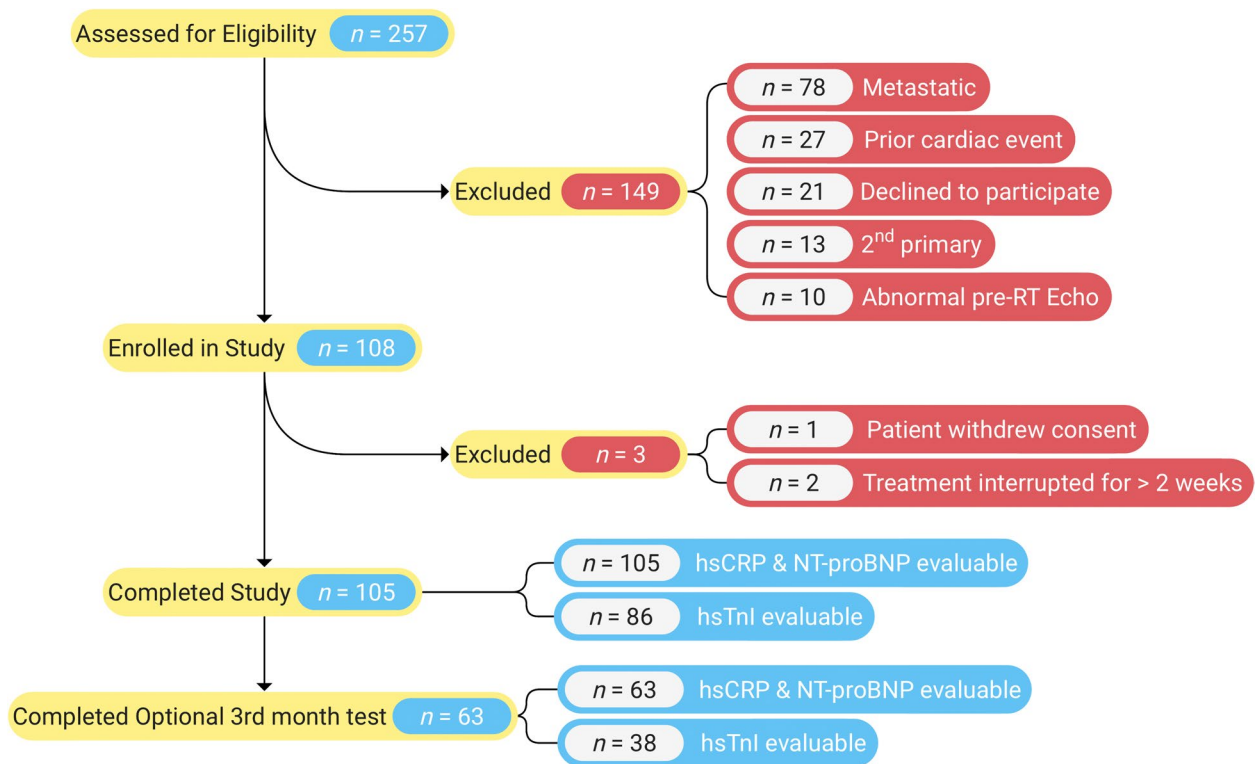 Assessed for Eligibility n = 257
n = 78 Metastatic
n = 27 Prior cardiac event
Excluded n = 149
n = 21 Declined to participate
n = 13 2nd primary
n = 10 Abnormal pre-RT Echo
Enrolled in Study n = 108
n = 1 Patient withdrew consent
Excluded n = 3
n = 2 Treatment interrupted for > 2 weeks
Completed Study n = 105
n = 105 hsCRP & NT-proBNP evaluable
n = 86 hsTnI evaluable
Completed Optional 3rd month test n = 63
n = 63 hsCRP & NT-proBNP evaluable
n = 38 hsTnI evaluable